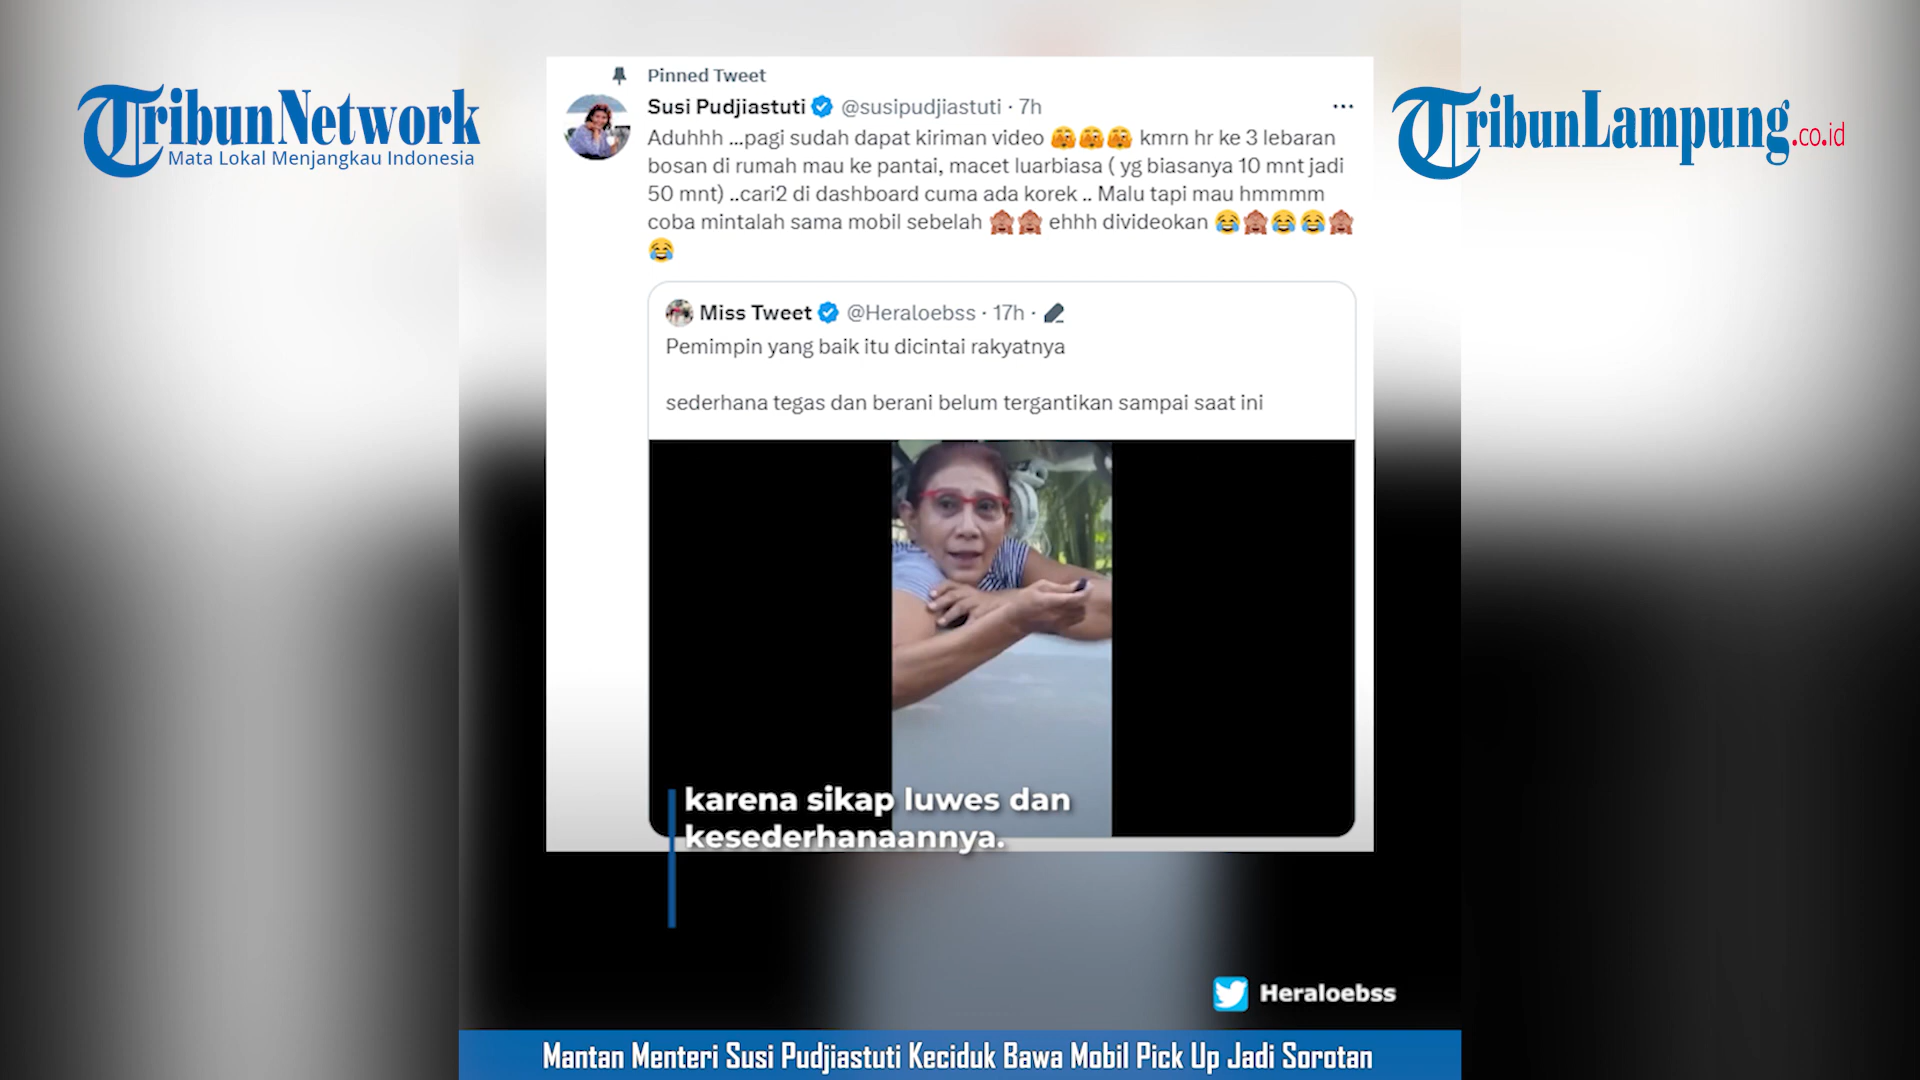 TribunNetwork
Mata Lokal Menjangkau Indonesia
TribunLampung.co.id
Pinned Tweet
Susi Pudjiastuti @susipudjiastuti · 7h
Aduhhh ...pagi sudah dapat kiriman video 🫣🫣🫣 kmrn hr ke 3 lebaran
bosan di rumah mau ke pantai, macet luarbiasa ( yg biasanya 10 mnt jadi
50 mnt) ..cari2 di dashboard cuma ada korek .. Malu tapi mau hmmmm
coba mintalah sama mobil sebelah 🙈🙈 ehhh divideokan 😂🙈😂😂🙈
😂
Miss Tweet @Heraloebss · 17h ·
Pemimpin yang baik itu dicintai rakyatnya
sederhana tegas dan berani belum tergantikan sampai saat ini
karena sikap luwes dan
kesederhanaannya.
Heraloebss
Mantan Menteri Susi Pudjiastuti Keciduk Bawa Mobil Pick Up Jadi Sorotan